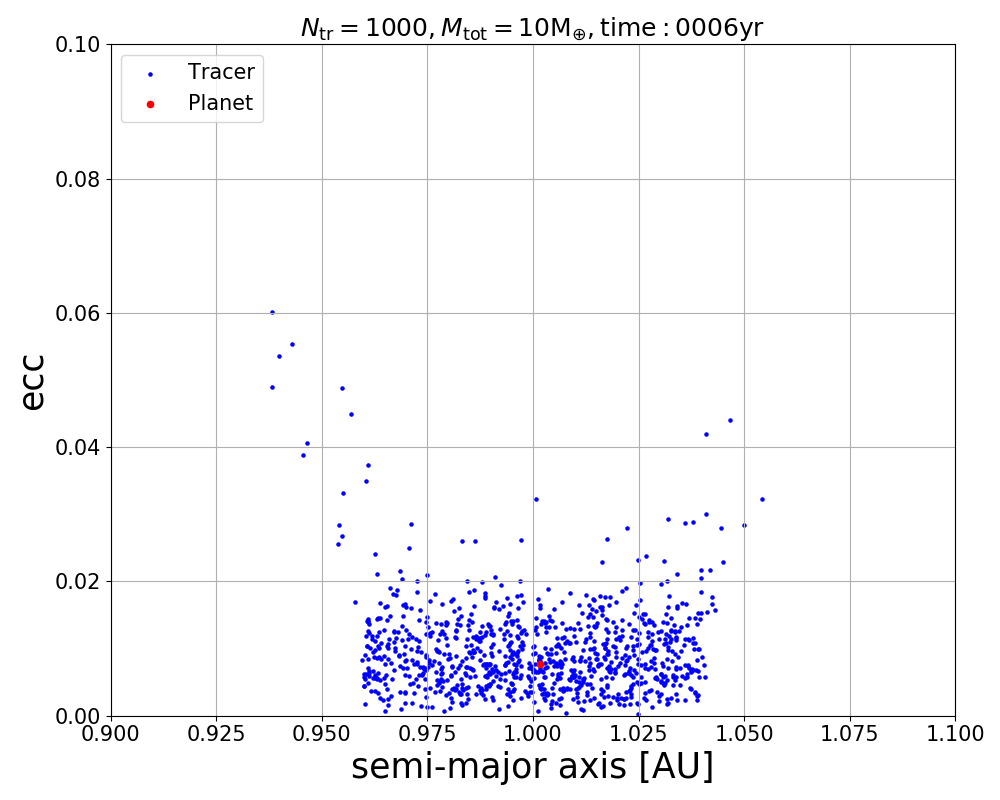 N_tr = 1000, M_tot = 10M_⊕, time : 0006yr
Tracer
Planet
0.10
0.08
0.06
0.04
0.02
0.00
ecc
0.900 0.925 0.950 0.975 1.000 1.025 1.050 1.075 1.100
semi-major axis [AU]